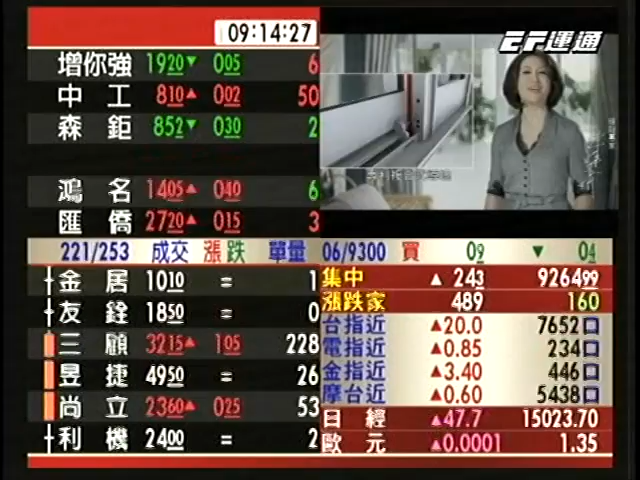 09:14:27
EF運通
增你強 1920▼ 005 6
中工 810▲ 002 50
森鉅 852▼ 030 2
鴻名 1405▲ 040 6
匯僑 2720▲ 015 3
221/253 成交 漲跌 單量 06/9300 買 09 ▼ 04
金居 1010 = 1
友銓 1850 = 0
三顧 3215▲ 105 228
昱捷 4950 = 26
尚立 2360▲ 025 53
利機 2400 = 2
集中 ▲ 243 926499
漲跌家 489 160
台指近 ▲20.0 7652口
電指近 ▲0.85 234口
金指近 ▲3.40 446口
摩台近 ▲0.60 5438口
日經 ▲47.7 15023.70
歐元 ▲0.0001 1.35